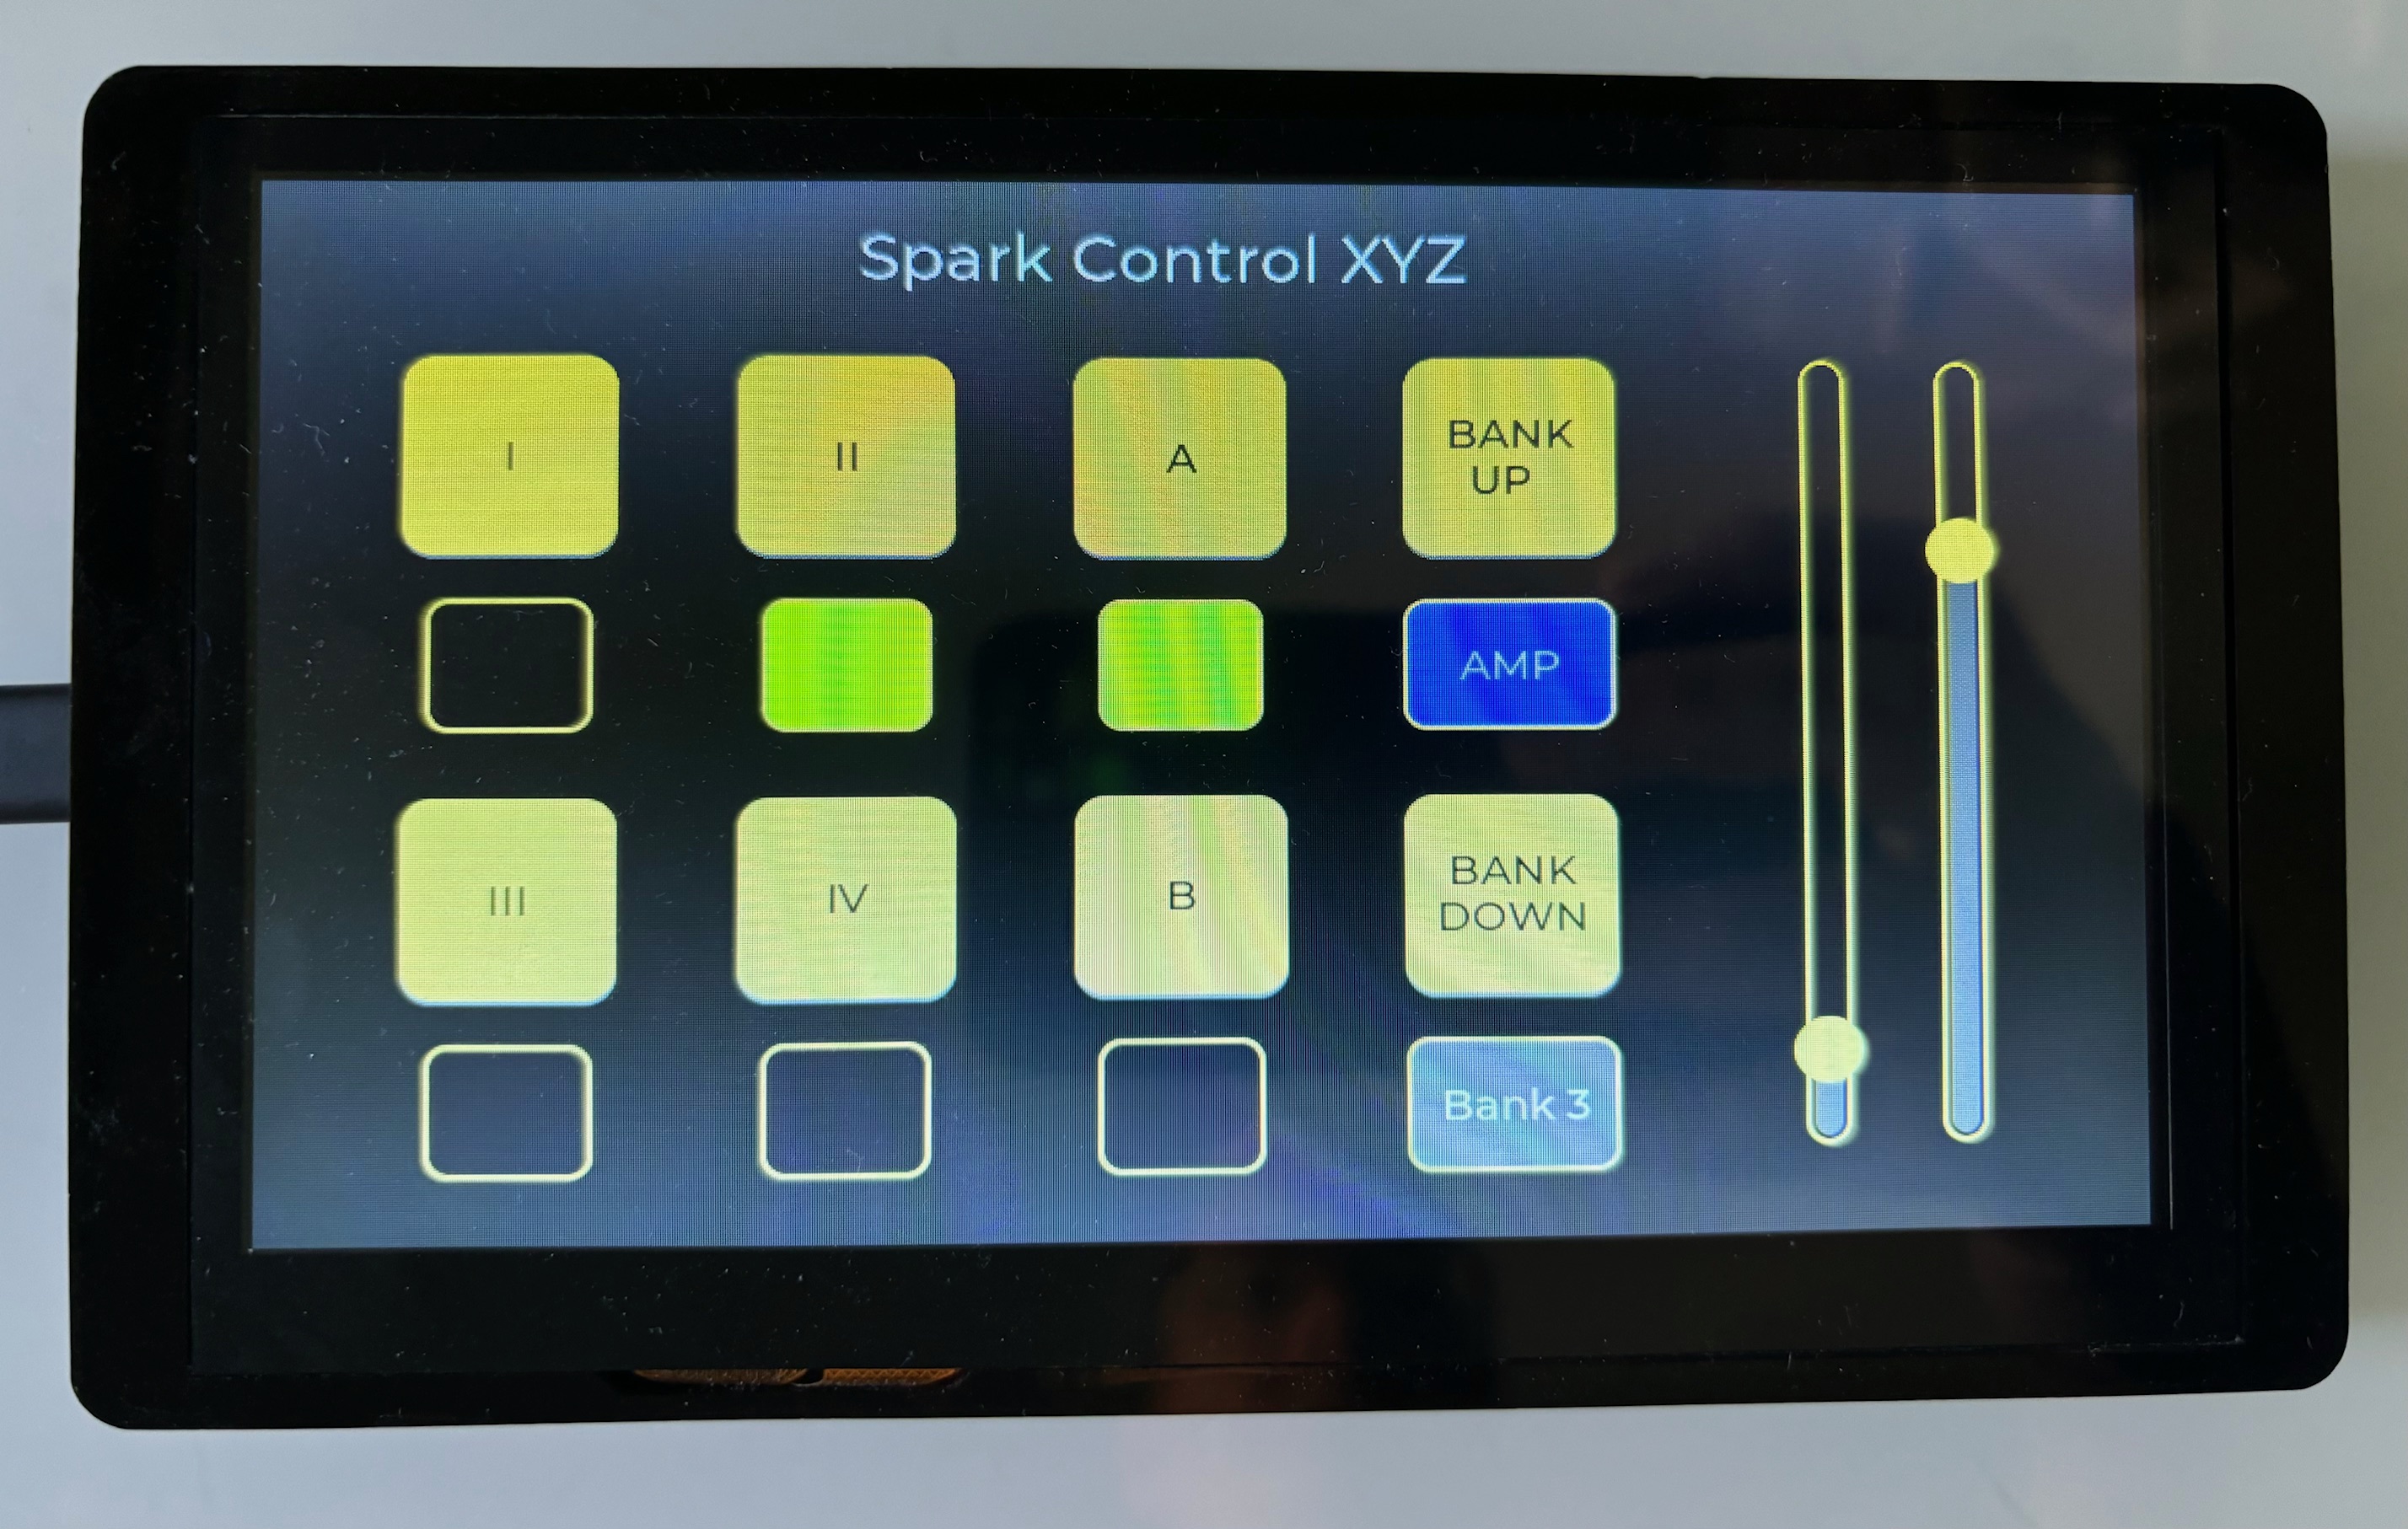 Spark Control XYZ
I
II
A
BANK
UP
AMP
III
IV
B
BANK
DOWN
Bank 3